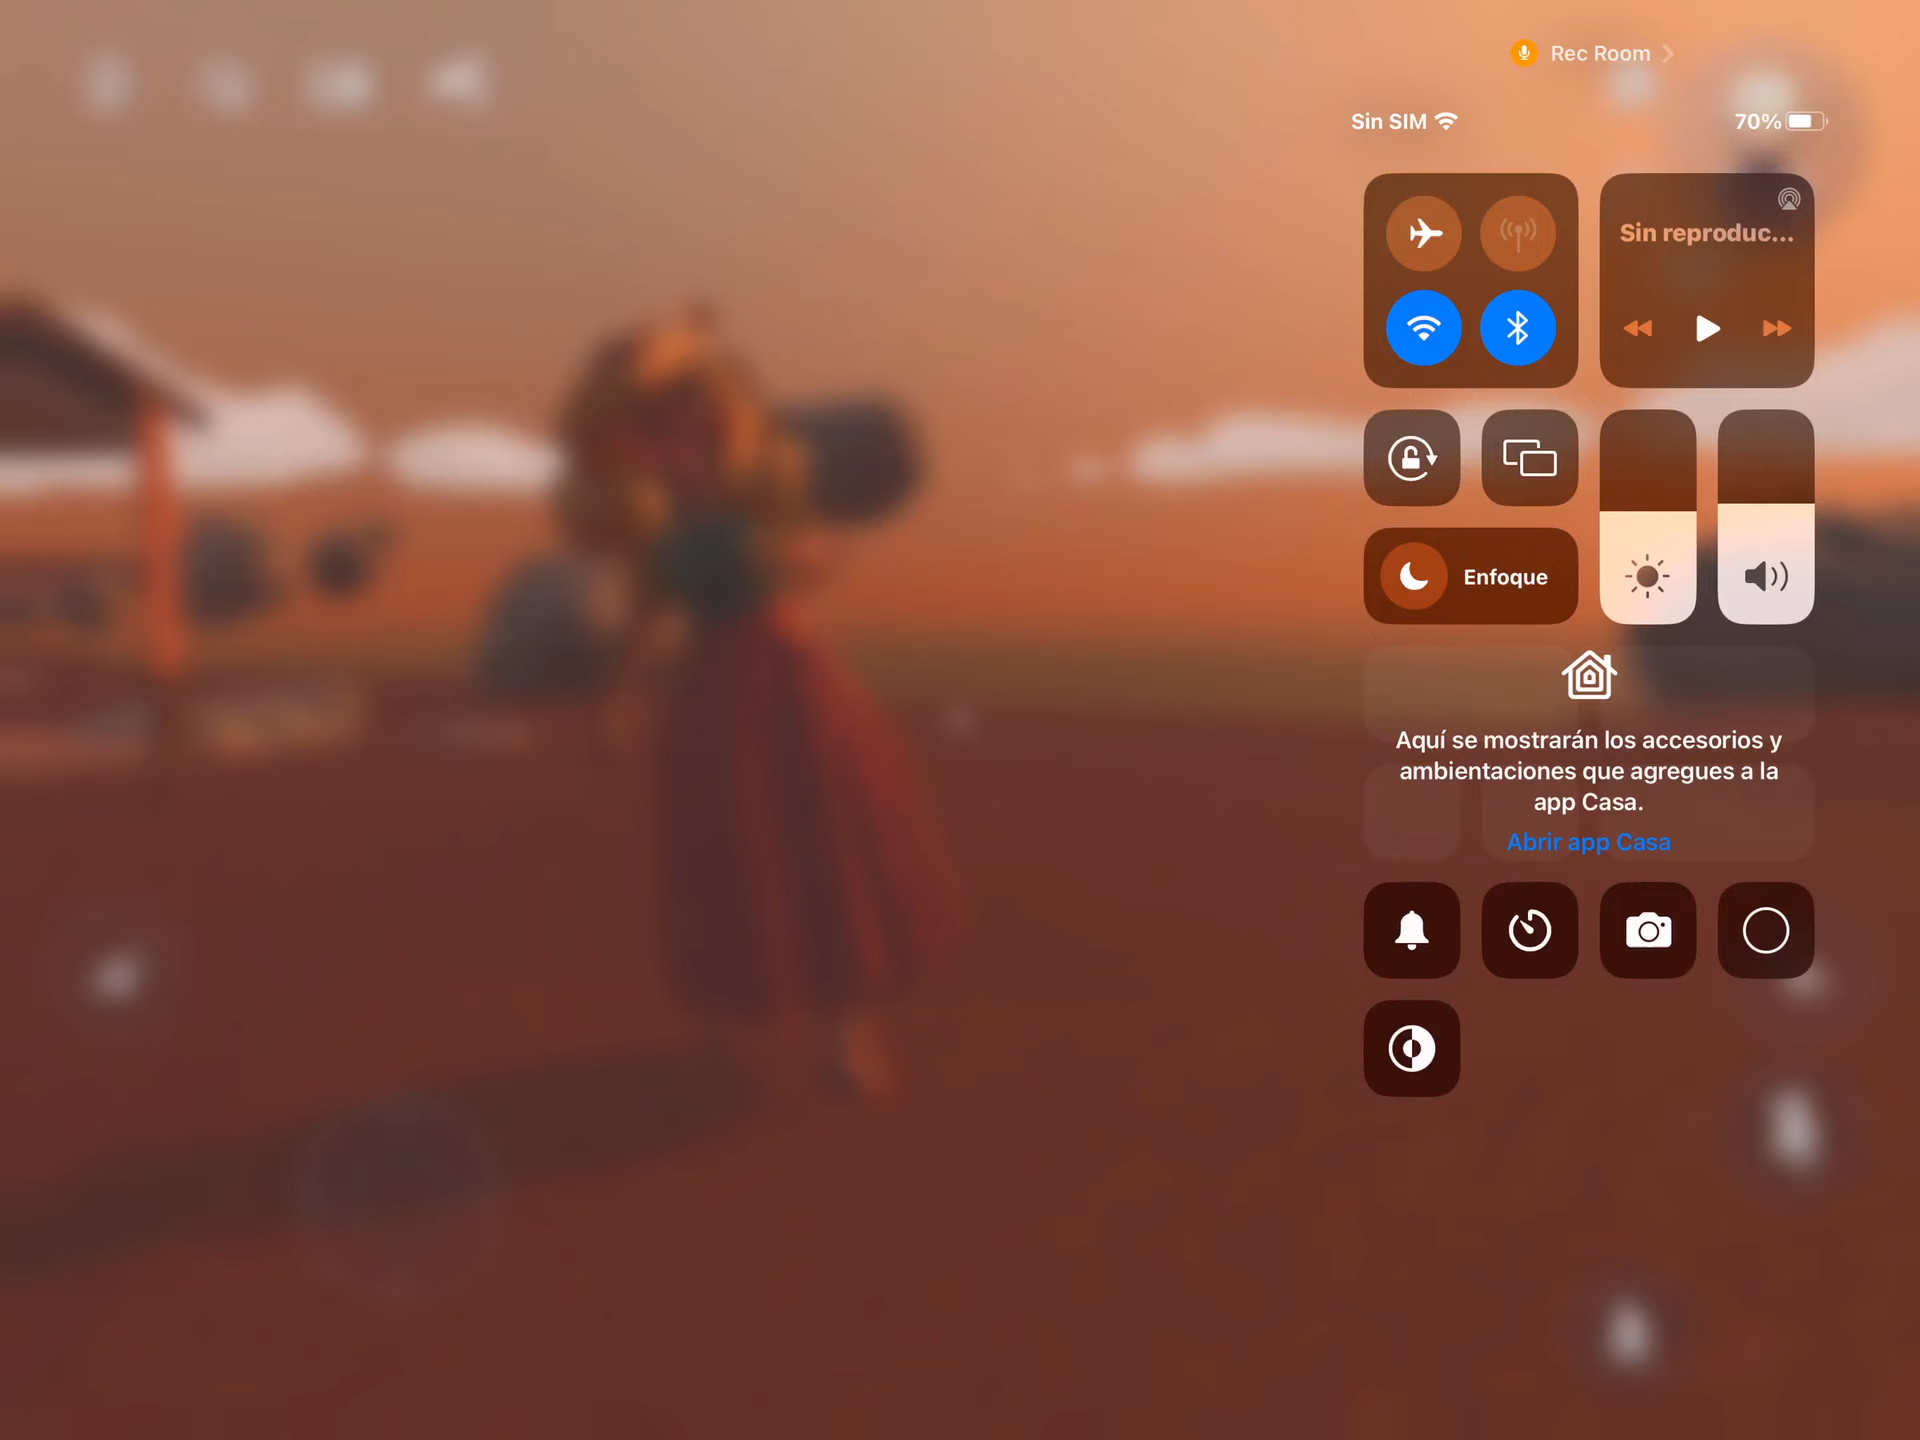 Rec Room
Sin SIM
70%
Sin reproduc...
Enfoque
Aquí se mostrarán los accesorios y
ambientaciones que agregues a la
app Casa.
Abrir app Casa